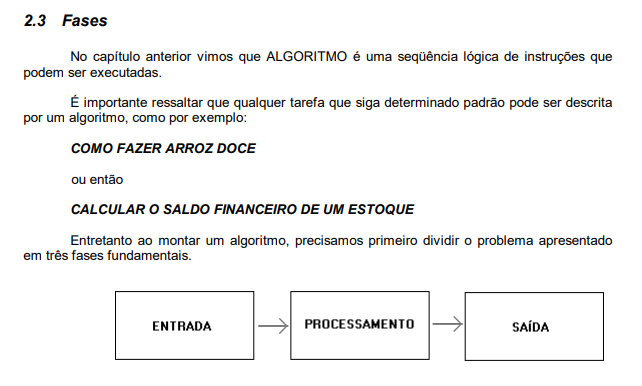 2.3 Fases
No capítulo anterior vimos que ALGORITMO é uma seqüência lógica de instruções que
podem ser executadas.
É importante ressaltar que qualquer tarefa que siga determinado padrão pode ser descrita
por um algoritmo, como por exemplo:
COMO FAZER ARROZ DOCE
ou então
CALCULAR O SALDO FINANCEIRO DE UM ESTOQUE
Entretanto ao montar um algoritmo, precisamos primeiro dividir o problema apresentado
em três fases fundamentais.
ENTRADA
PROCESSAMENTO
SAÍDA